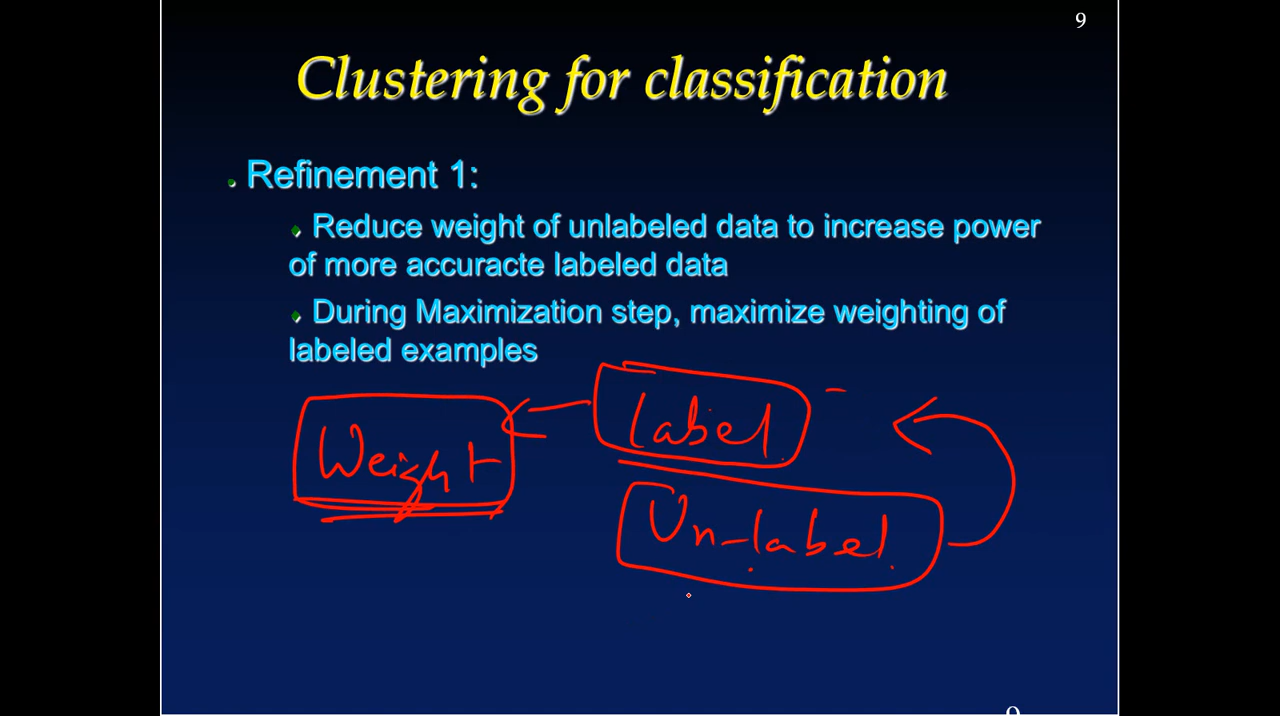 9
Clustering for classification
Refinement 1:
Reduce weight of unlabeled data to increase power
of more accuracte labeled data
During Maximization step, maximize weighting of
labeled examples
label
Weight
Un-label
9